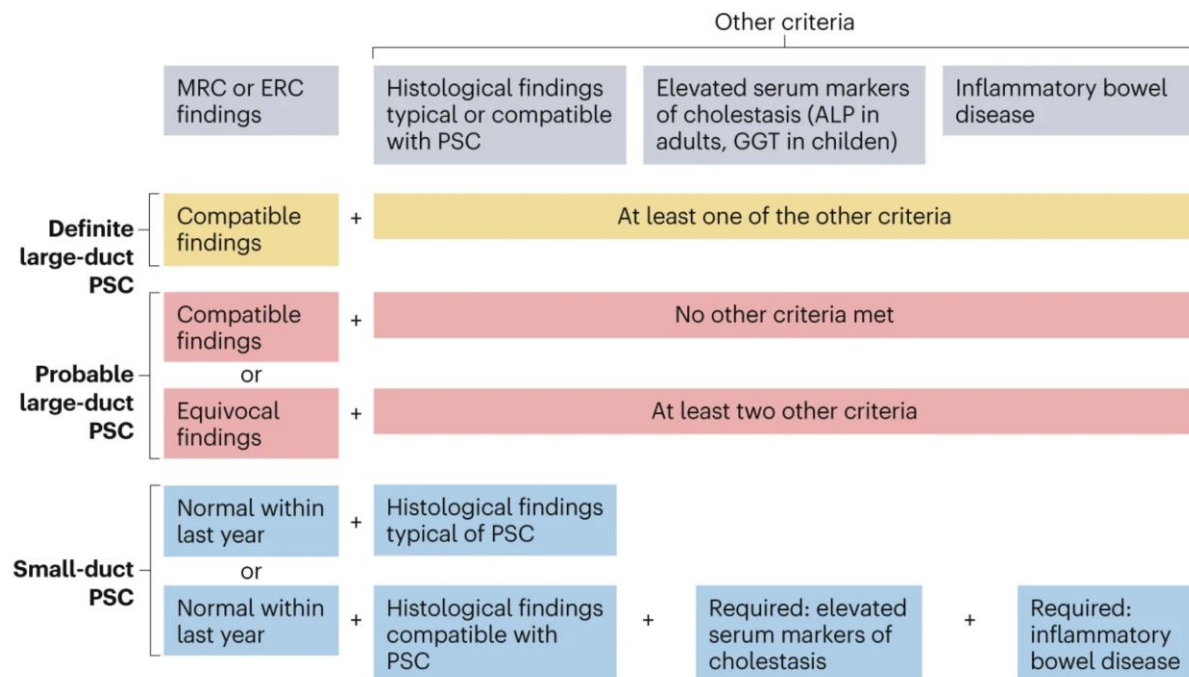 Other criteria
MRC or ERC
findings
Histological findings
typical or compatible
with PSC
Elevated serum markers
of cholestasis (ALP in
adults, GGT in childen)
Inflammatory bowel
disease
Definite
large-duct
PSC
Compatible
findings
+
At least one of the other criteria
Probable
large-duct
PSC
Compatible
findings
+
No other criteria met
or
Equivocal
findings
+
At least two other criteria
Small-duct
PSC
Normal within
last year
+
Histological findings
typical of PSC
or
Normal within
last year
+
Histological findings
compatible with
PSC
+
Required: elevated
serum markers of
cholestasis
+
Required:
inflammatory
bowel disease